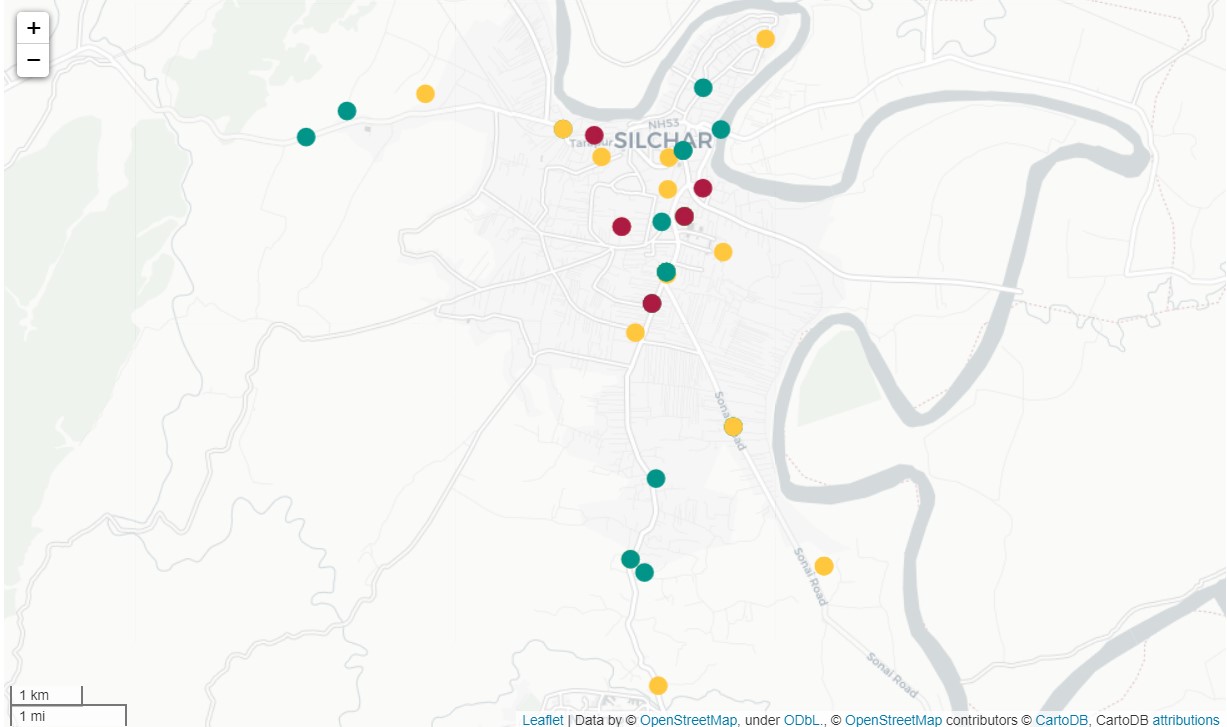 +
−
NH53
Tarapur
SILCHAR
Sonai Road
Sonai Road
Sonai Road
1 km
1 mi
Leaflet | Data by © OpenStreetMap, under ODbL., © OpenStreetMap contributors © CartoDB, CartoDB attributions